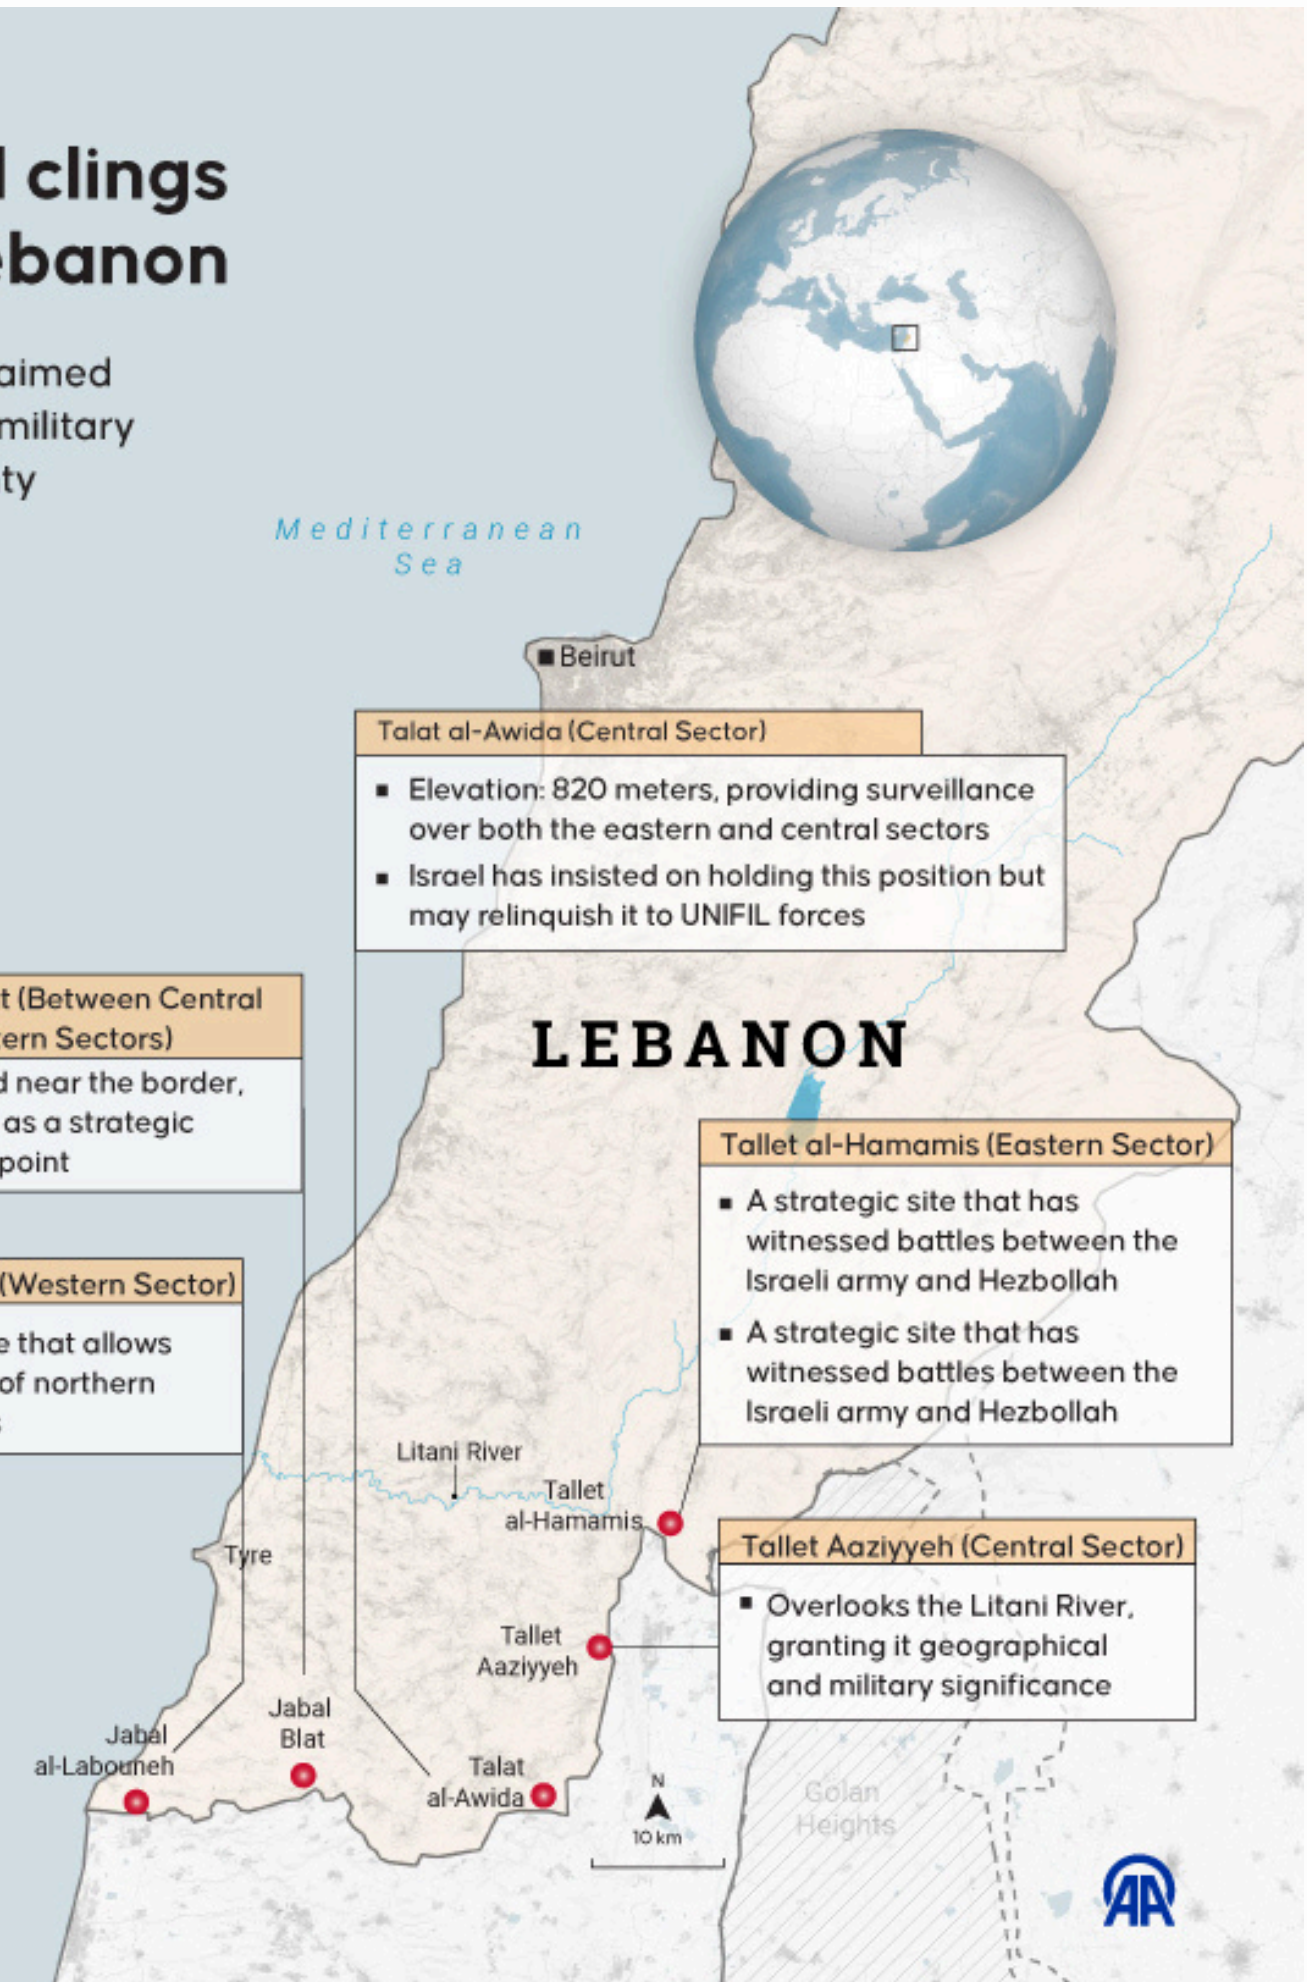 l clings
ebanon
aimed
military
ty
Mediterranean
Sea
Beirut
Talat al-Awida (Central Sector)
▪ Elevation: 820 meters, providing surveillance
over both the eastern and central sectors
▪ Israel has insisted on holding this position but
may relinquish it to UNIFIL forces
t (Between Central
tern Sectors)
d near the border,
as a strategic
point
LEBANON
Tallet al-Hamamis (Eastern Sector)
▪ A strategic site that has
witnessed battles between the
Israeli army and Hezbollah
▪ A strategic site that has
witnessed battles between the
Israeli army and Hezbollah
(Western Sector)
e that allows
of northern
s
Litani River
Tallet
al-Hamamis
Tyre
Tallet Aaziyyeh (Central Sector)
▪ Overlooks the Litani River,
granting it geographical
and military significance
Tallet
Aaziyyeh
Jabal
Blat
Jabal
al-Labouneh
Talat
al-Awida
N
10 km
Golan
Heights
AA